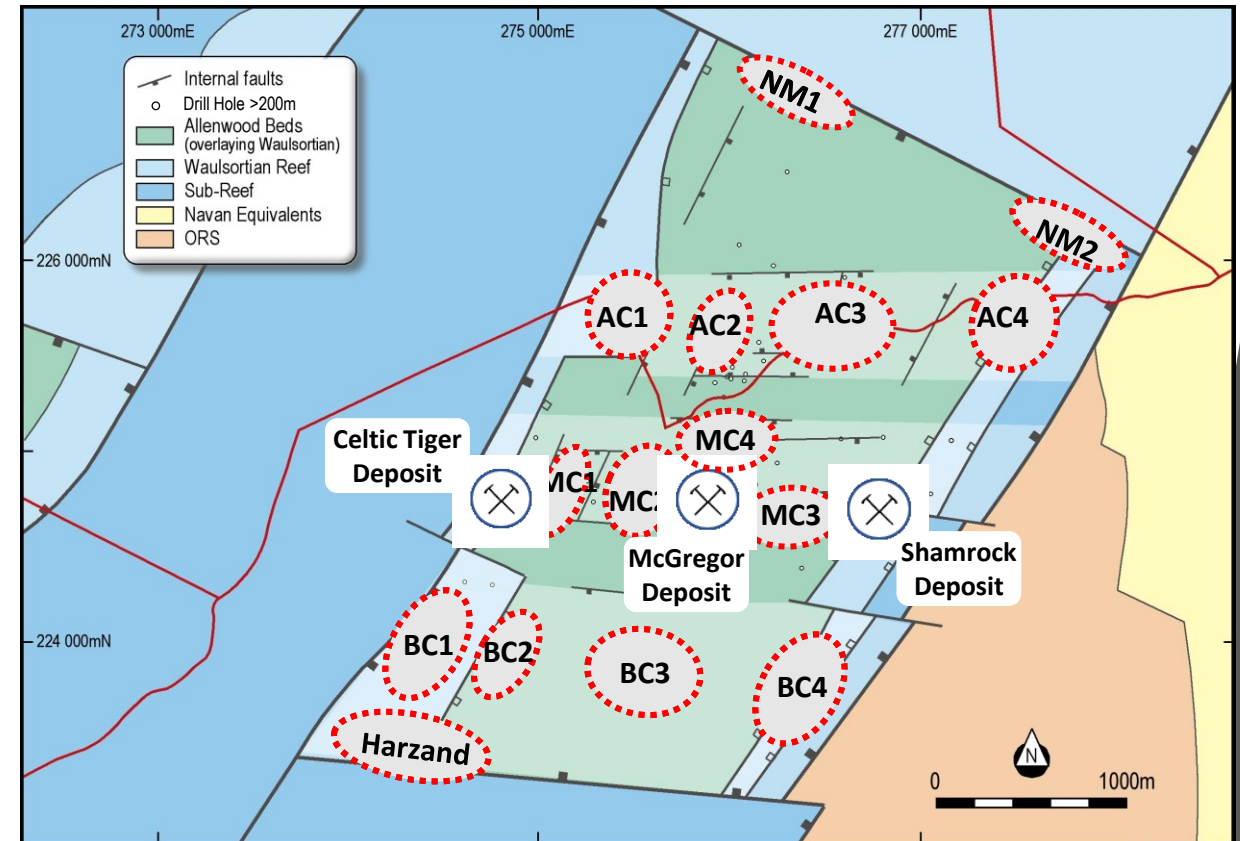 273 000mE
275 000mE
277 000mE
Internal faults
Drill Hole >200m
Allenwood Beds
(overlaying Waulsortian)
Waulsortian Reef
Sub-Reef
Navan Equivalents
ORS
NM1
NM2
226 000mN
AC1
AC2
AC3
AC4
MC4
Celtic Tiger
Deposit
MC1
MC2
MC3
McGregor
Deposit
Shamrock
Deposit
224 000mN
BC1
BC2
BC3
BC4
Harzand
N
0
1000m